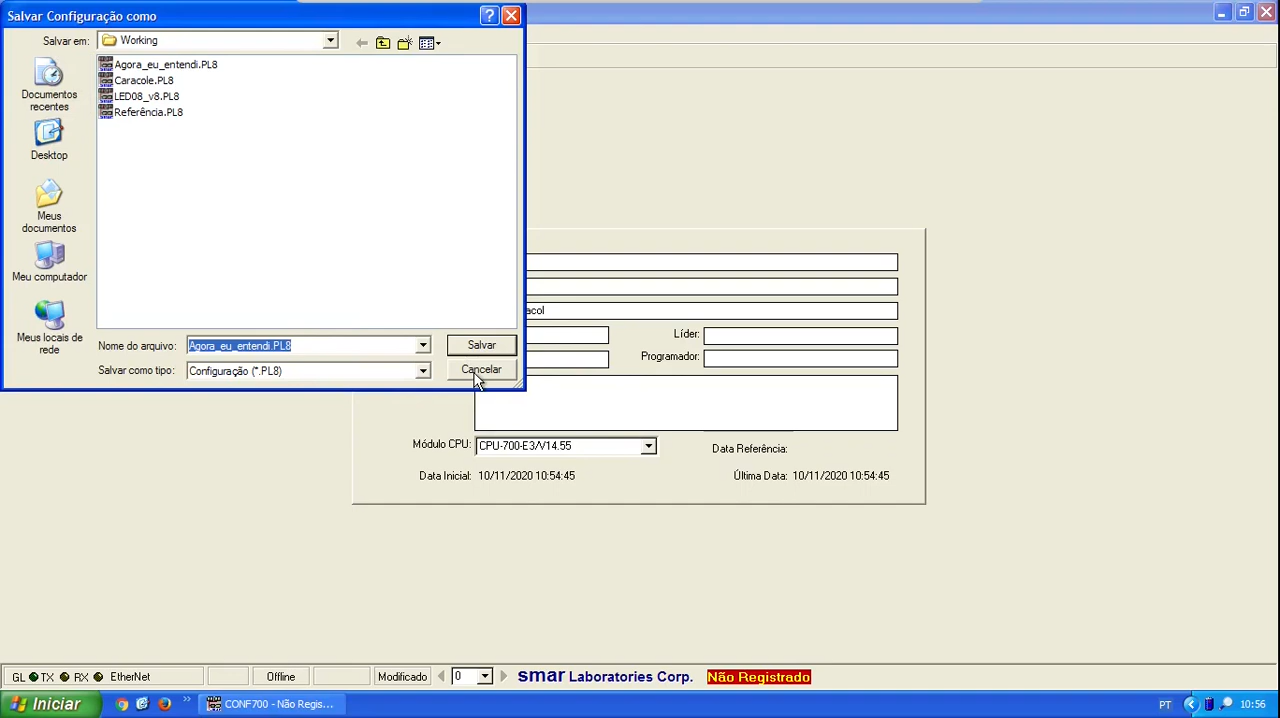 Salvar Configuração como
Salvar em: Working
Documentos recentes
Desktop
Meus documentos
Meu computador
Meus locais de rede
Agora_eu_entendi.PL8
Caracole.PL8
LED08_v8.PL8
Referência.PL8
Nome do arquivo: Agora_eu_entendi.PL8 Salvar
Salvar como tipo: Configuração (*.PL8) Cancelar
acol
Líder:
Programador:
Módulo CPU: CPU-700-E3/V14.55 Data Referência:
Data Inicial: 10/11/2020 10:54:45 Última Data: 10/11/2020 10:54:45
GL TX RX EtherNet Offline Modificado 0 smar Laboratories Corp. Não Registrado
Iniciar » CONF700 - Não Regis... PT 10:56